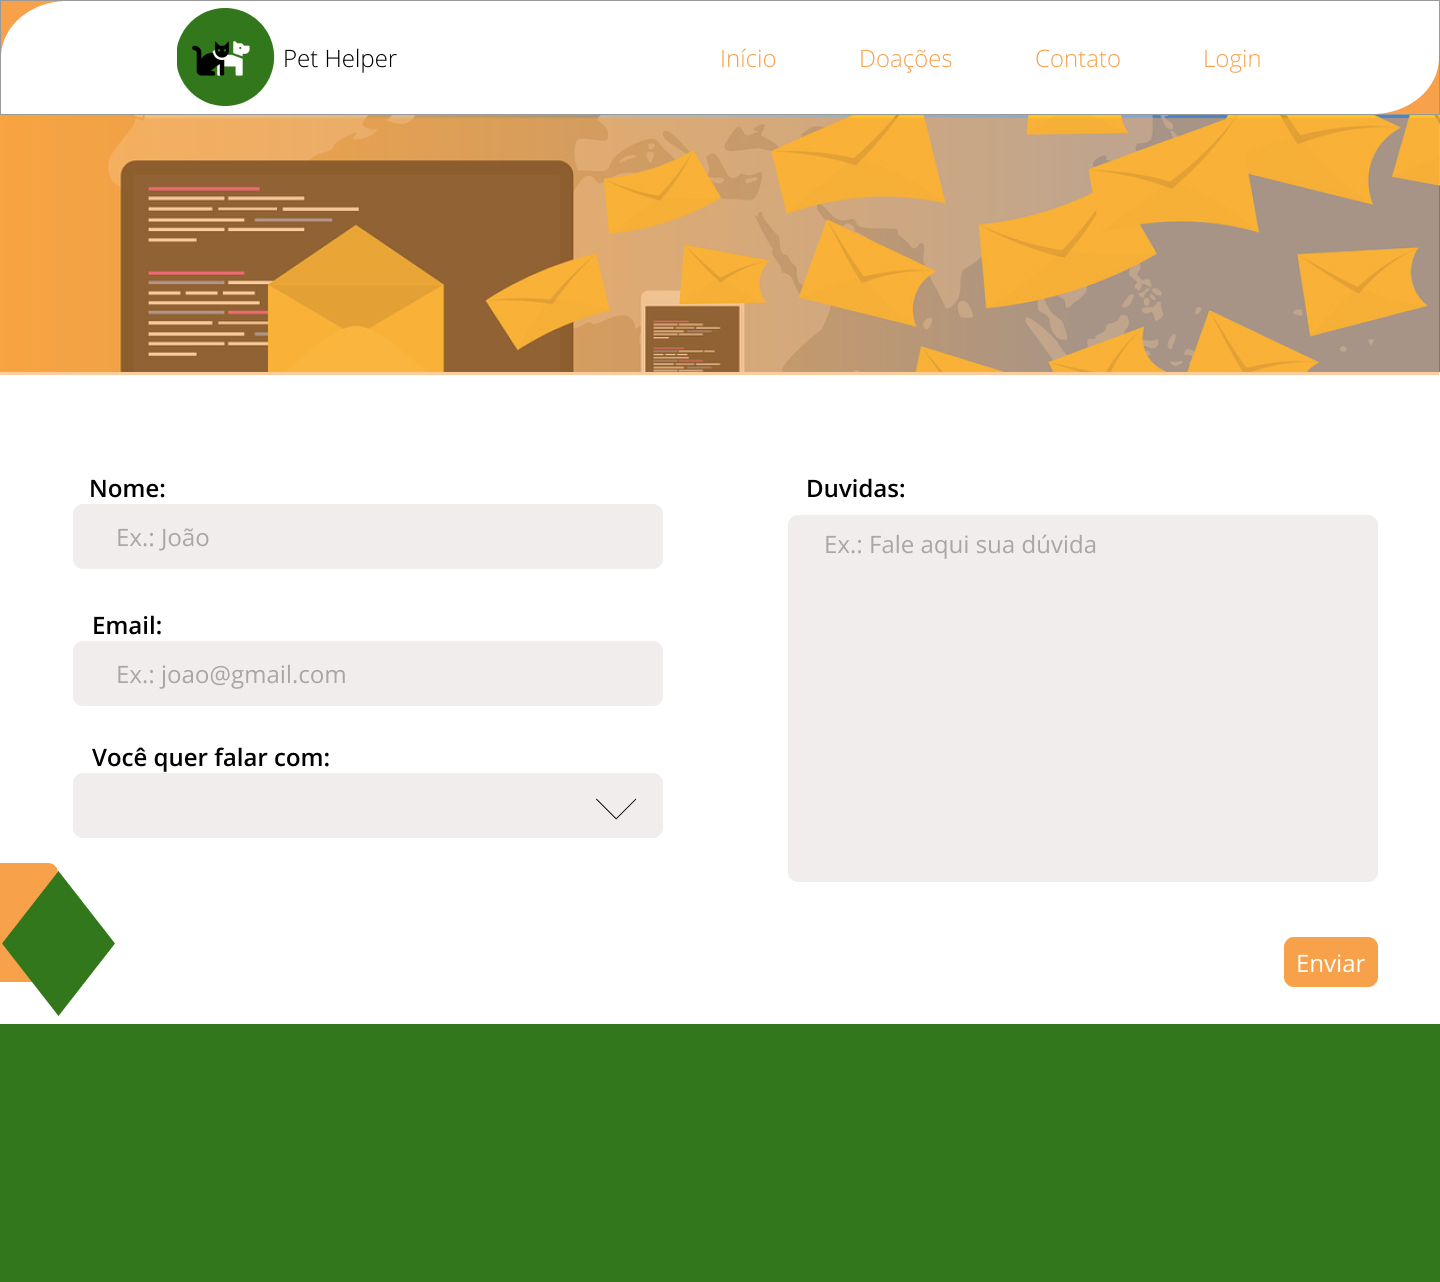 Pet Helper
Início
Doações
Contato
Login
Nome:
Ex.: João
Email:
Ex.: joao@gmail.com
Você quer falar com:
Duvidas:
Ex.: Fale aqui sua dúvida
Enviar